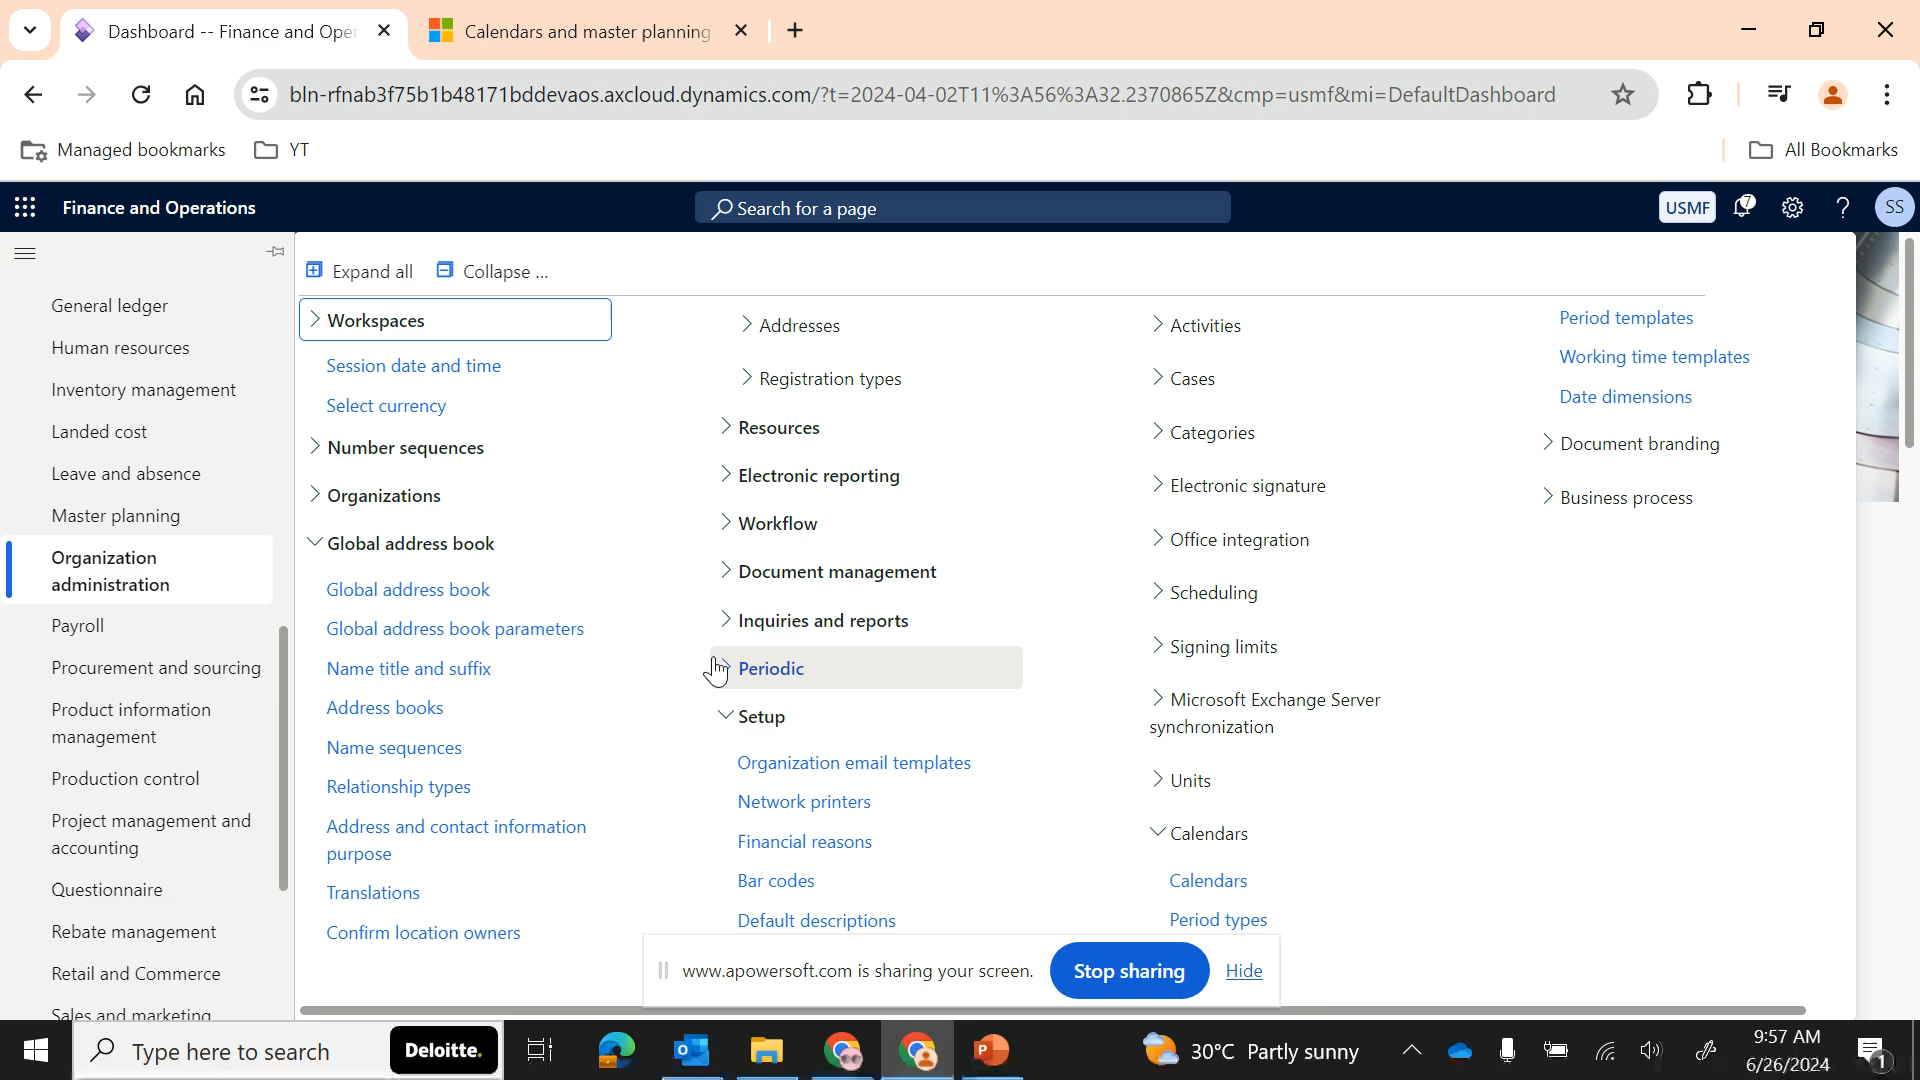 Dashboard -- Finance and Oper
Calendars and master planning
bln-rfnab3f75b1b48171bddevaos.axcloud.dynamics.com/?t=2024-04-02T11%3A56%3A32.2370865Z&cmp=usmf&mi=DefaultDashboard
Managed bookmarks
YT
All Bookmarks
Finance and Operations
Search for a page
USMF
7
?
SS
General ledger
Human resources
Inventory management
Landed cost
Leave and absence
Master planning
Organization
administration
Payroll
Procurement and sourcing
Product information
management
Production control
Project management and
accounting
Questionnaire
Rebate management
Retail and Commerce
Sales and marketing
Expand all
Collapse ...
Workspaces
Session date and time
Select currency
Number sequences
Organizations
Global address book
Global address book
Global address book parameters
Name title and suffix
Address books
Name sequences
Relationship types
Address and contact information
purpose
Translations
Confirm location owners
Addresses
Registration types
Resources
Electronic reporting
Workflow
Document management
Inquiries and reports
Periodic
Setup
Organization email templates
Network printers
Financial reasons
Bar codes
Default descriptions
Activities
Cases
Categories
Electronic signature
Office integration
Scheduling
Signing limits
Microsoft Exchange Server
synchronization
Units
Calendars
Calendars
Period types
Period templates
Working time templates
Date dimensions
Document branding
Business process
www.apowersoft.com is sharing your screen.
Stop sharing
Hide
Type here to search
Deloitte.
30°C Partly sunny
9:57 AM
6/26/2024
1